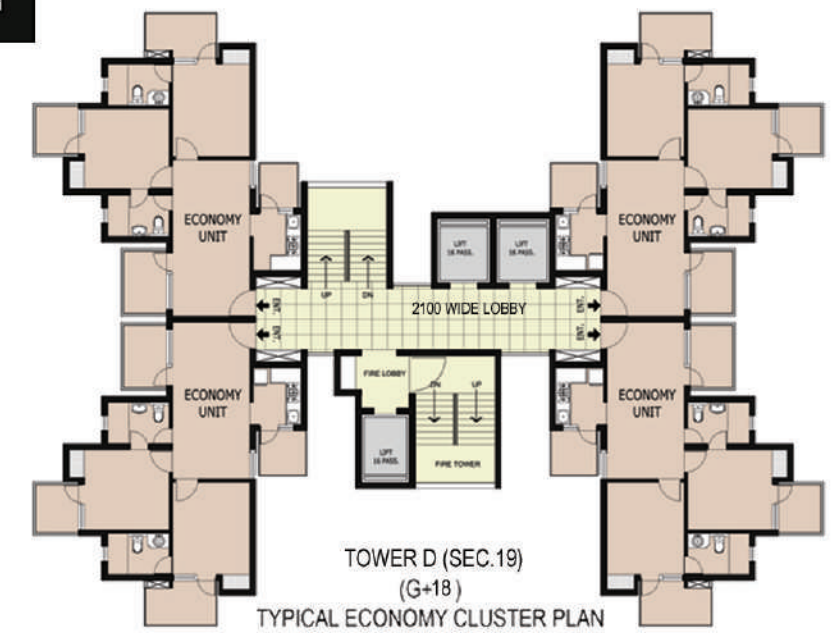 ECONOMY
UNIT
ECONOMY
UNIT
LIFT
16 PASS.
LIFT
16 PASS.
UP
DN
ENT.
2100 WIDE LOBBY
ENT.
ENT.
ENT.
FIRE LOBBY
DN
UP
ECONOMY
UNIT
ECONOMY
UNIT
LIFT
16 PASS.
FIRE TOWER
TOWER D (SEC.19)
(G+18)
TYPICAL ECONOMY CLUSTER PLAN